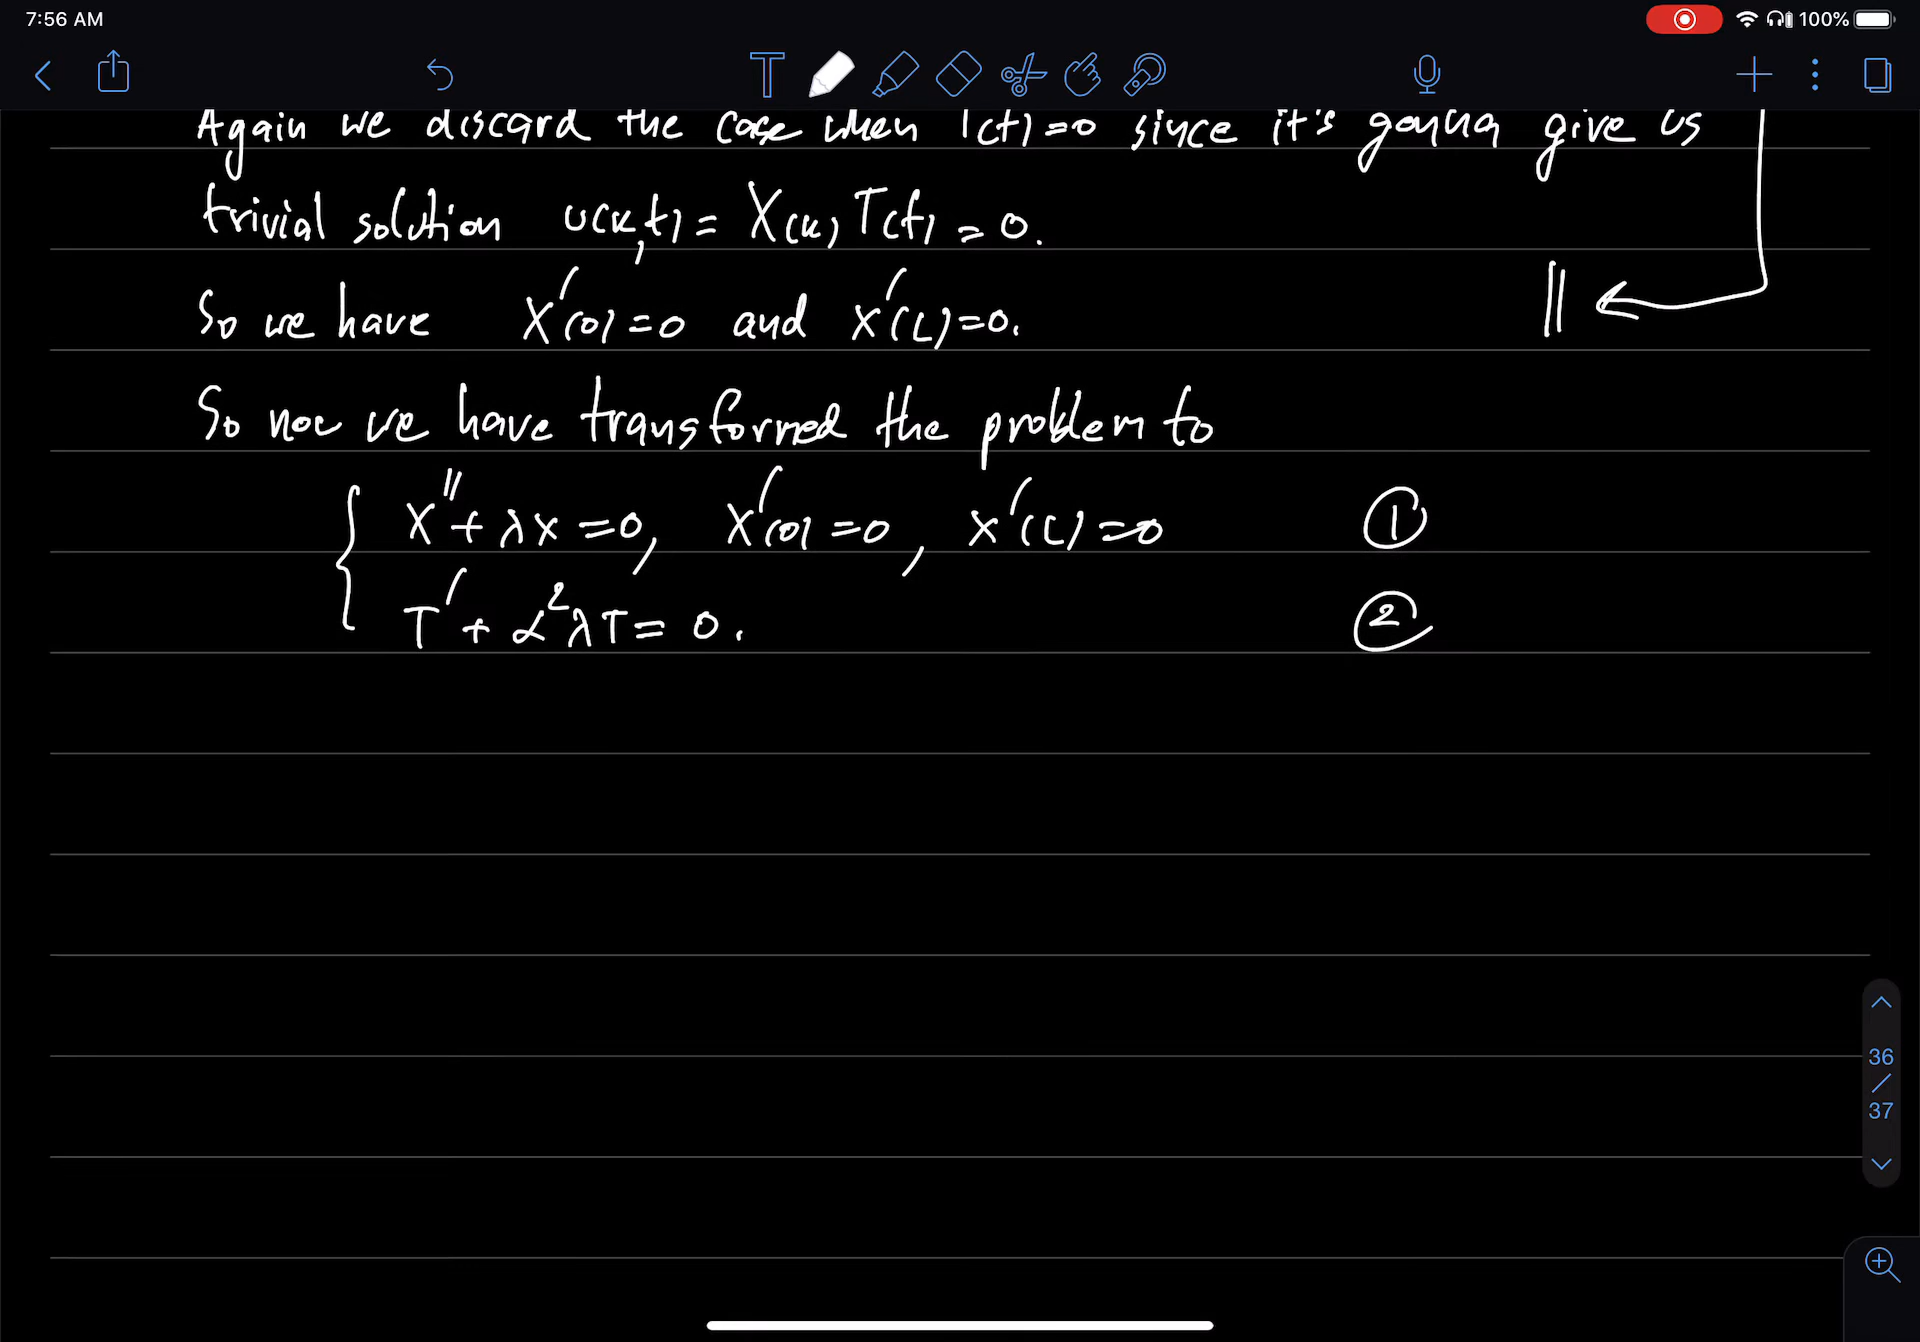 7:56 AM
100%
Again we discard the case when T(t)=0 since it's gonna give us
trivial solution u(x,t) = X(x) T(t) = 0.
So we have X'(0)=0 and X'(L)=0.
So now we have transformed the problem to
X''+λX=0, X'(0)=0, X'(L)=0 ①
T'+α²λT=0. ②
36
/
37